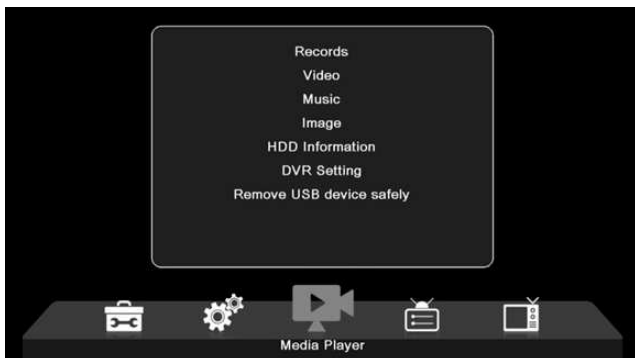 Records
Video
Music
Image
HDD Information
DVR Setting
Remove USB device safely
Media Player